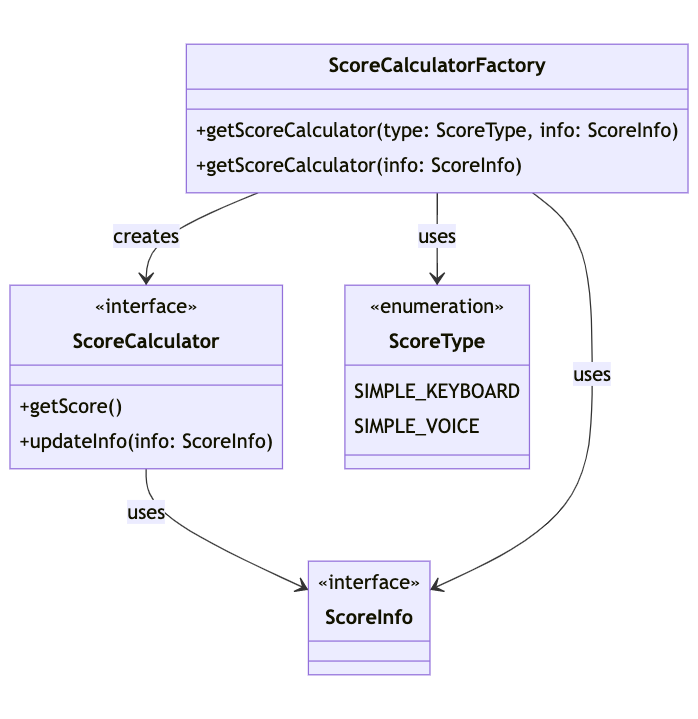 ScoreCalculatorFactory
+getScoreCalculator(type: ScoreType, info: ScoreInfo)
+getScoreCalculator(info: ScoreInfo)
creates
uses
«interface»
ScoreCalculator
+getScore()
+updateInfo(info: ScoreInfo)
«enumeration»
ScoreType
SIMPLE_KEYBOARD
SIMPLE_VOICE
uses
uses
«interface»
ScoreInfo